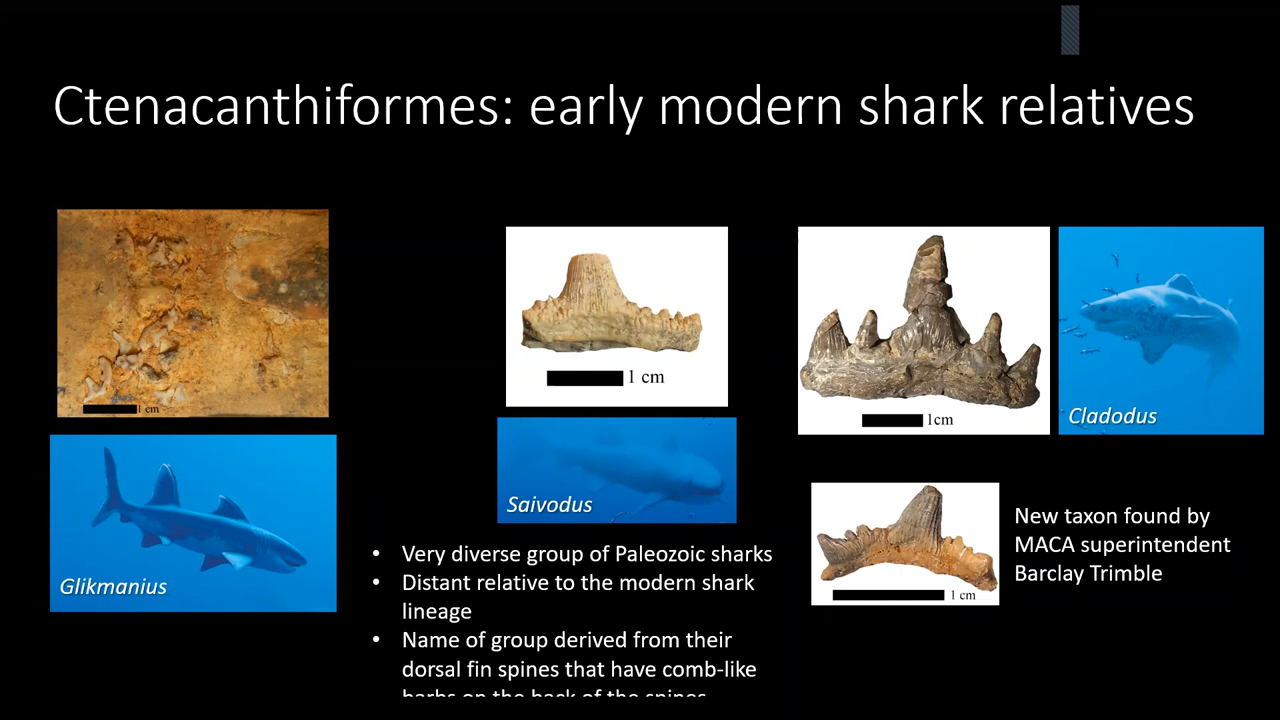 Ctenacanthiformes: early modern shark relatives
1 cm
Glikmanius
1 cm
Saivodus
• Very diverse group of Paleozoic sharks
• Distant relative to the modern shark
lineage
• Name of group derived from their
dorsal fin spines that have comb-like
barbs on the back of the spines
1cm
Cladodus
1 cm
New taxon found by
MACA superintendent
Barclay Trimble